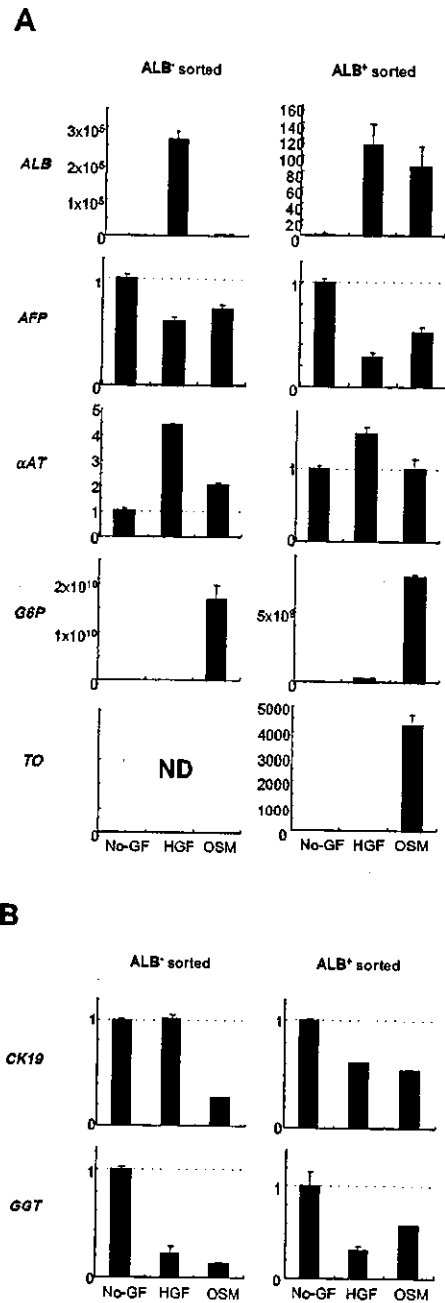 A
ALB⁻ sorted
ALB⁺ sorted
ALB
3x10⁵
2x10⁵
1x10⁵
0
160
140
120
100
80
60
40
20
0
AFP
1
0
1
0
αAT
5
4
3
2
1
0
1
0
G6P
2x10¹⁰
1x10¹⁰
0
0
TO
ND
5000
4000
3000
2000
1000
0
No-GF HGF OSM
No-GF HGF OSM
B
ALB⁻ sorted
ALB⁺ sorted
CK19
1
0
1
0
GGT
1
0
1
0
No-GF HGF OSM
No-GF HGF OSM